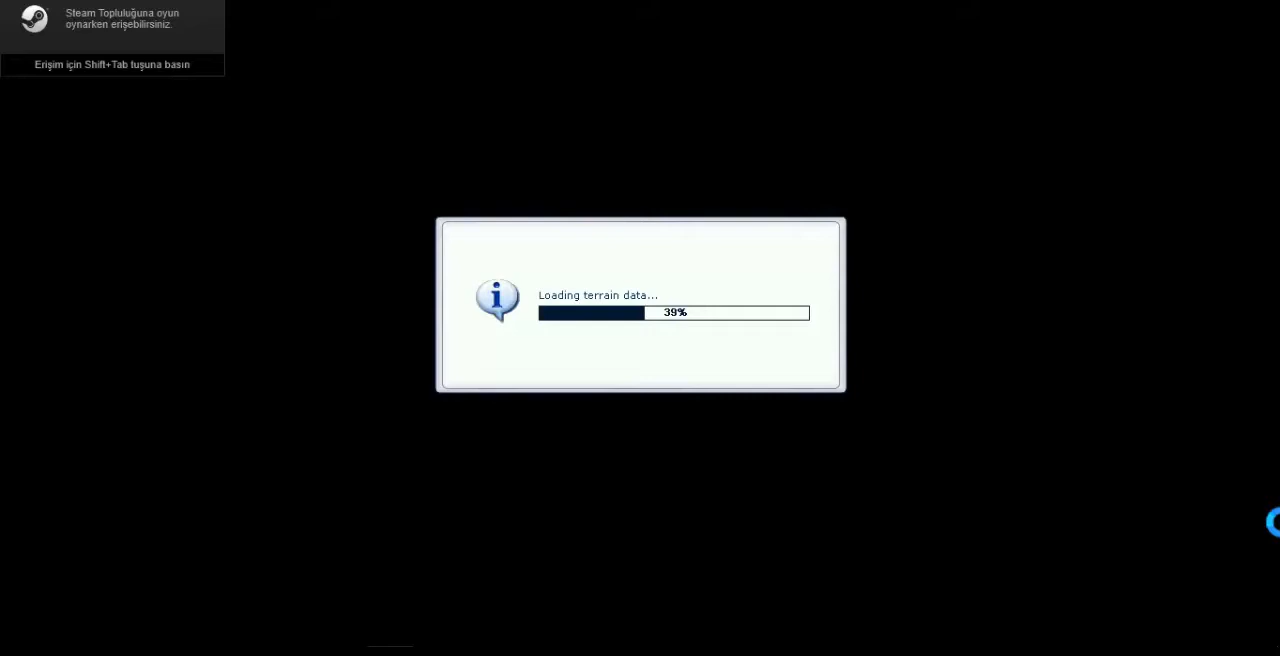 Steam Topluluğuna oyun
oynarken erişebilirsiniz.
Erişim için Shift+Tab tuşuna basın
Loading terrain data...
39%